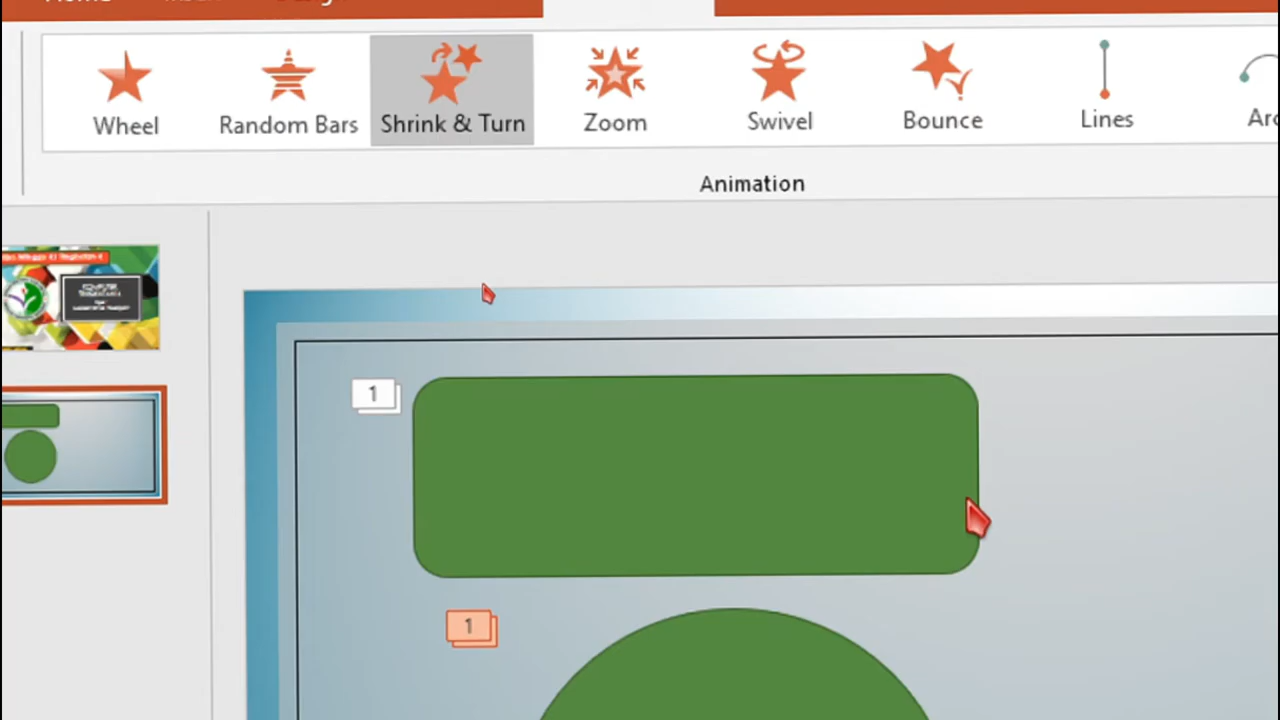 Wheel
Random Bars
Shrink & Turn
Zoom
Swivel
Bounce
Lines
Animation
1
1